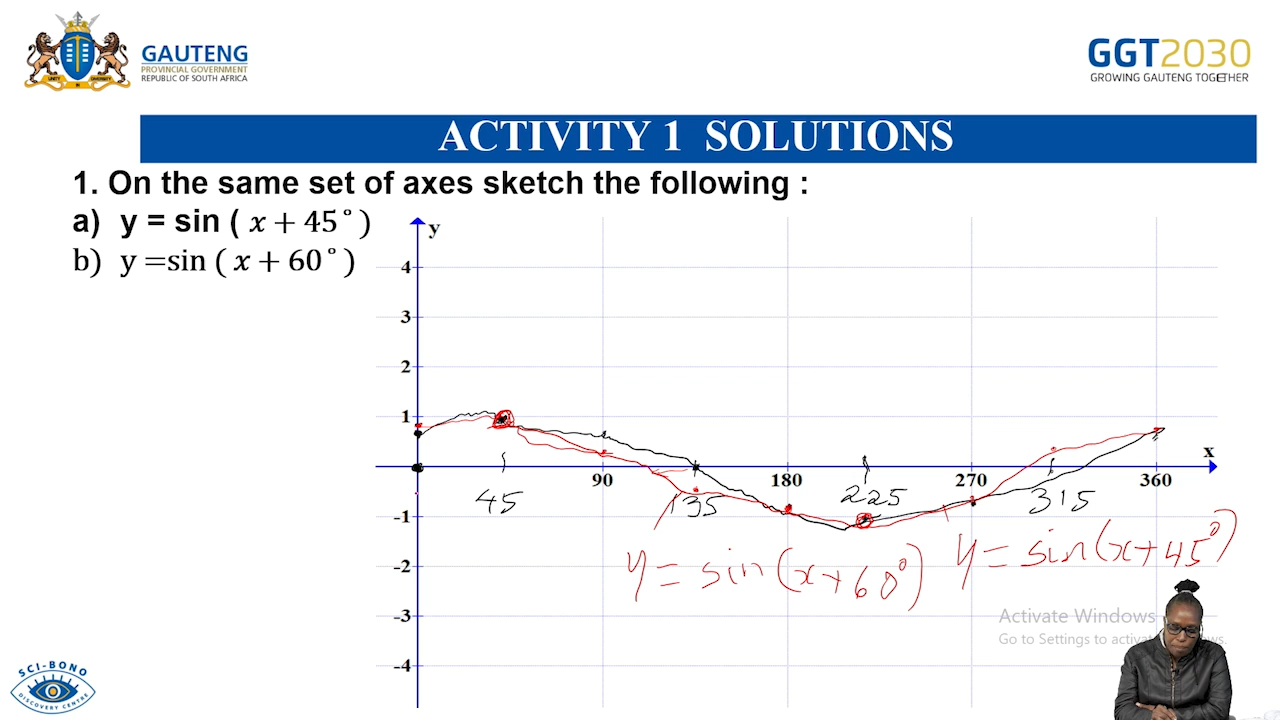 GAUTENG
PROVINCIAL GOVERNMENT
REPUBLIC OF SOUTH AFRICA
GGT2030
GROWING GAUTENG TOGETHER
ACTIVITY 1 SOLUTIONS
1. On the same set of axes sketch the following :
a) y = sin ( x + 45° )
b) y =sin ( x + 60° )
y
4
3
2
1
x
45
90
135
180
225
270
315
360
-1
-2
-3
-4
y = sin (x+60°)
y = sin(x+45°)
Activate Windows
Go to Settings to activate Windows.
SCI-BONO
DISCOVERY CENTRE